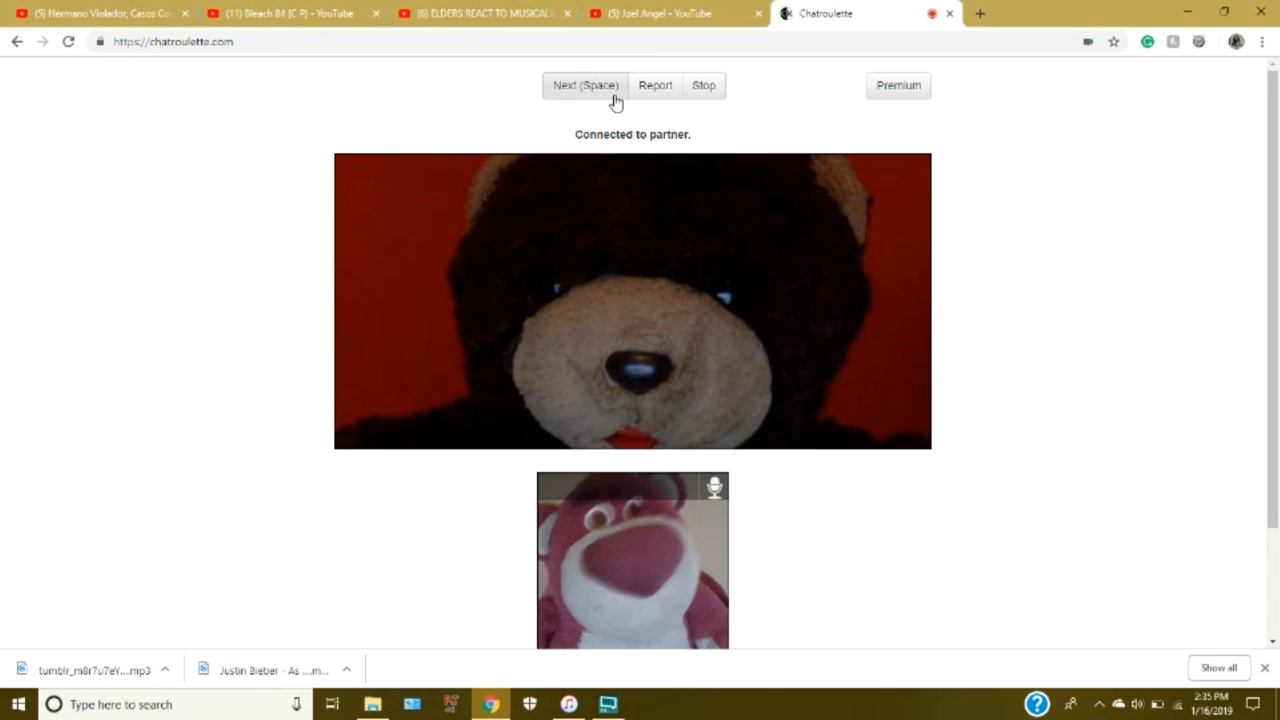 (5) Hermano Violador, Casos Co
(11) Bleach 84 (C P) - YouTube
(6) ELDERS REACT TO MUSICAL
(5) Joel Angel - YouTube
Chatroulette
https://chatroulette.com
Next (Space)
Report
Stop
Premium
Connected to partner.
tumblr_m8r7u7eY....mp3
Justin Bieber - As ....m...
Show all
Type here to search
2:35 PM
1/16/2019